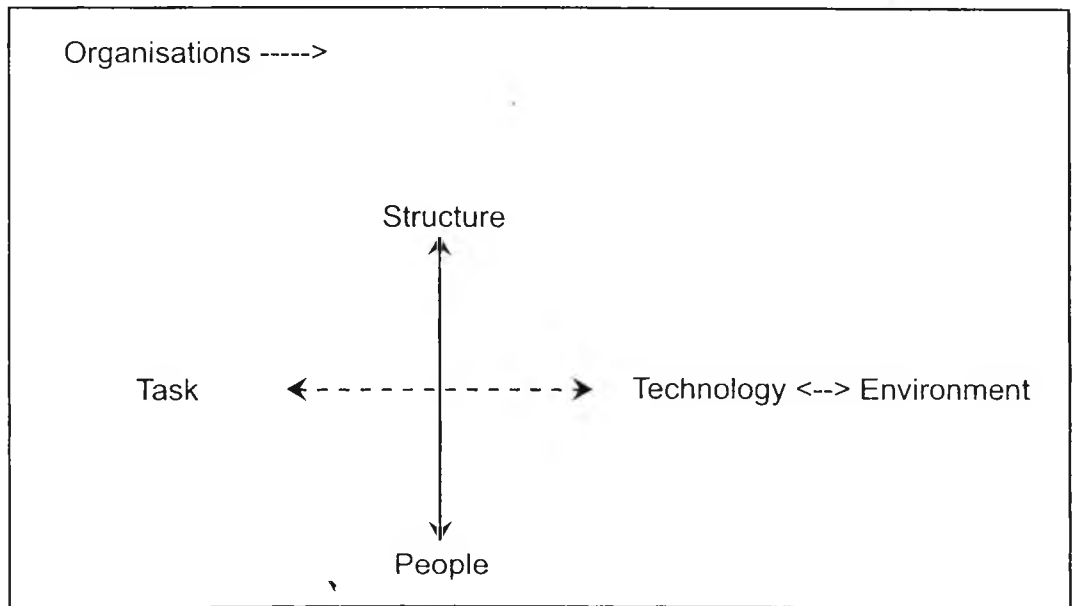 Organisations ----->
Structure
Task
Technology <--> Environment
People